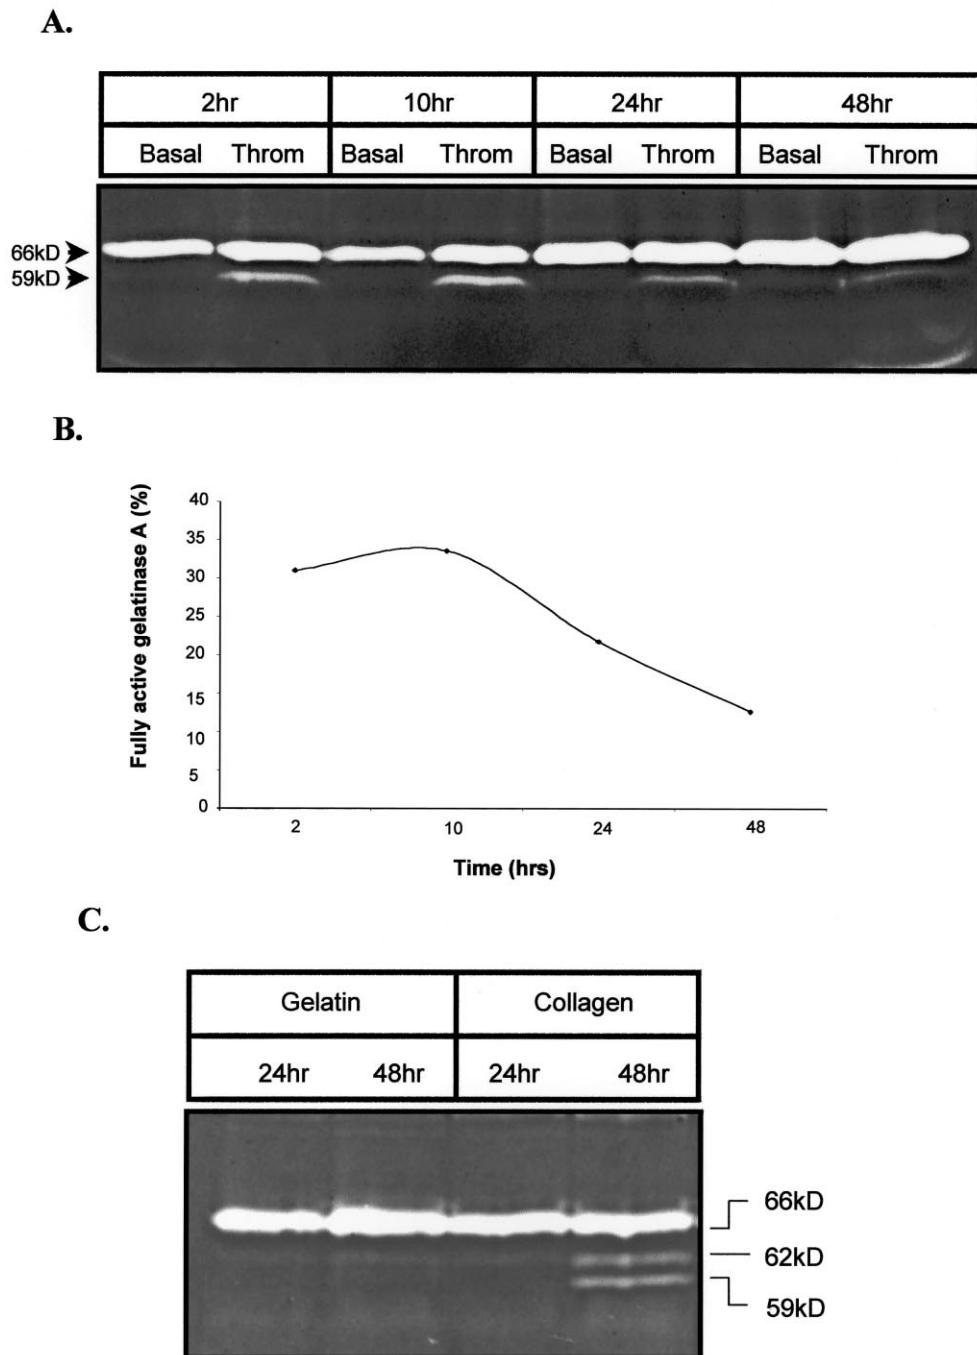 A.
2hr 10hr 24hr 48hr
Basal Throm Basal Throm Basal Throm Basal Throm
66kD
59kD
B.
Fully active gelatinase A (%)
40
35
30
25
20
15
10
5
0
2 10 24 48
Time (hrs)
C.
Gelatin Collagen
24hr 48hr 24hr 48hr
66kD
62kD
59kD